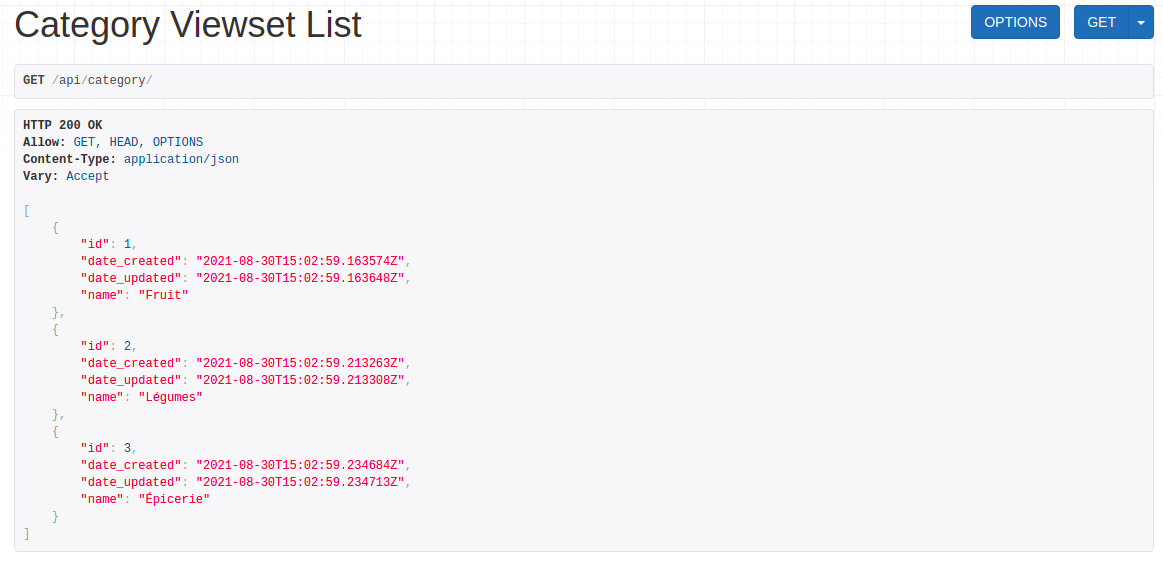 Category Viewset List
OPTIONS
GET
GET /api/category/
HTTP 200 OK
Allow: GET, HEAD, OPTIONS
Content-Type: application/json
Vary: Accept
[
    {
        "id": 1,
        "date_created": "2021-08-30T15:02:59.163574Z",
        "date_updated": "2021-08-30T15:02:59.163648Z",
        "name": "Fruit"
    },
    {
        "id": 2,
        "date_created": "2021-08-30T15:02:59.213263Z",
        "date_updated": "2021-08-30T15:02:59.213308Z",
        "name": "Légumes"
    },
    {
        "id": 3,
        "date_created": "2021-08-30T15:02:59.234684Z",
        "date_updated": "2021-08-30T15:02:59.234713Z",
        "name": "Épicerie"
    }
]